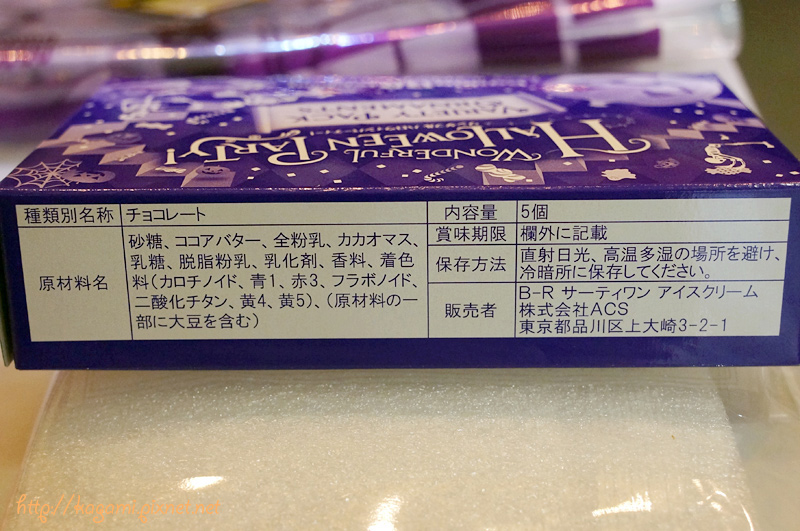 WONDERFUL
HALLOWEEN PARTY!
VARIETY PACK
ORNAMENT
種類別名称 チョコレート
原材料名
砂糖、ココアバター、全粉乳、カカオマス、
乳糖、脱脂粉乳、乳化剤、香料、着色
料(カロチノイド、青1、赤3、フラボノイド、
二酸化チタン、黄4、黄5)、(原材料の一
部に大豆を含む)
内容量 5個
賞味期限 欄外に記載
保存方法
直射日光、高温多湿の場所を避け、
冷暗所に保存してください。
販売者
B-R サーティワン アイスクリーム
株式会社ACS
東京都品川区上大崎3-2-1